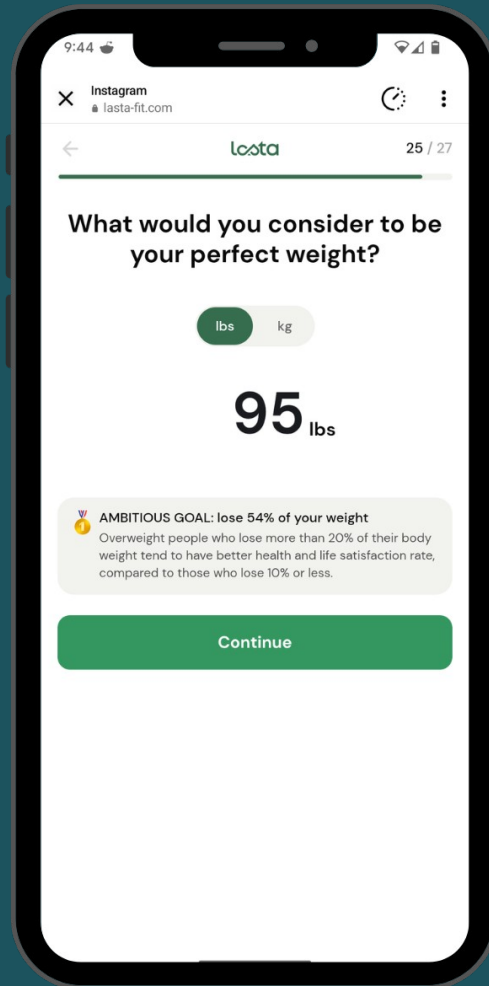 9:44
Instagram
lasta-fit.com
lasta
25 / 27
What would you consider to be
your perfect weight?
lbs kg
95 lbs
AMBITIOUS GOAL: lose 54% of your weight
Overweight people who lose more than 20% of their body
weight tend to have better health and life satisfaction rate,
compared to those who lose 10% or less.
Continue